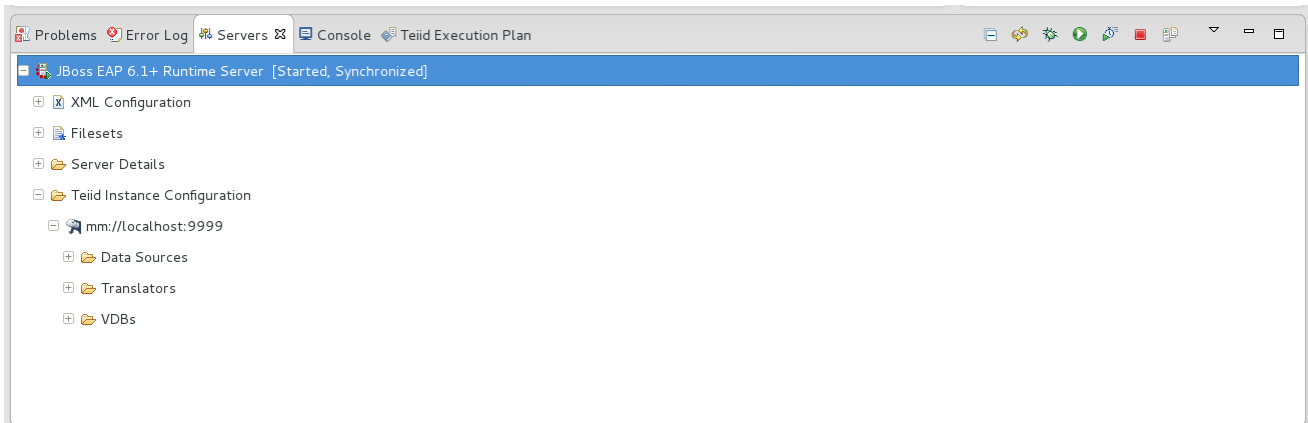 Problems Error Log Servers Console Teiid Execution Plan
JBoss EAP 6.1+ Runtime Server [Started, Synchronized]
XML Configuration
Filesets
Server Details
Teiid Instance Configuration
mm://localhost:9999
Data Sources
Translators
VDBs